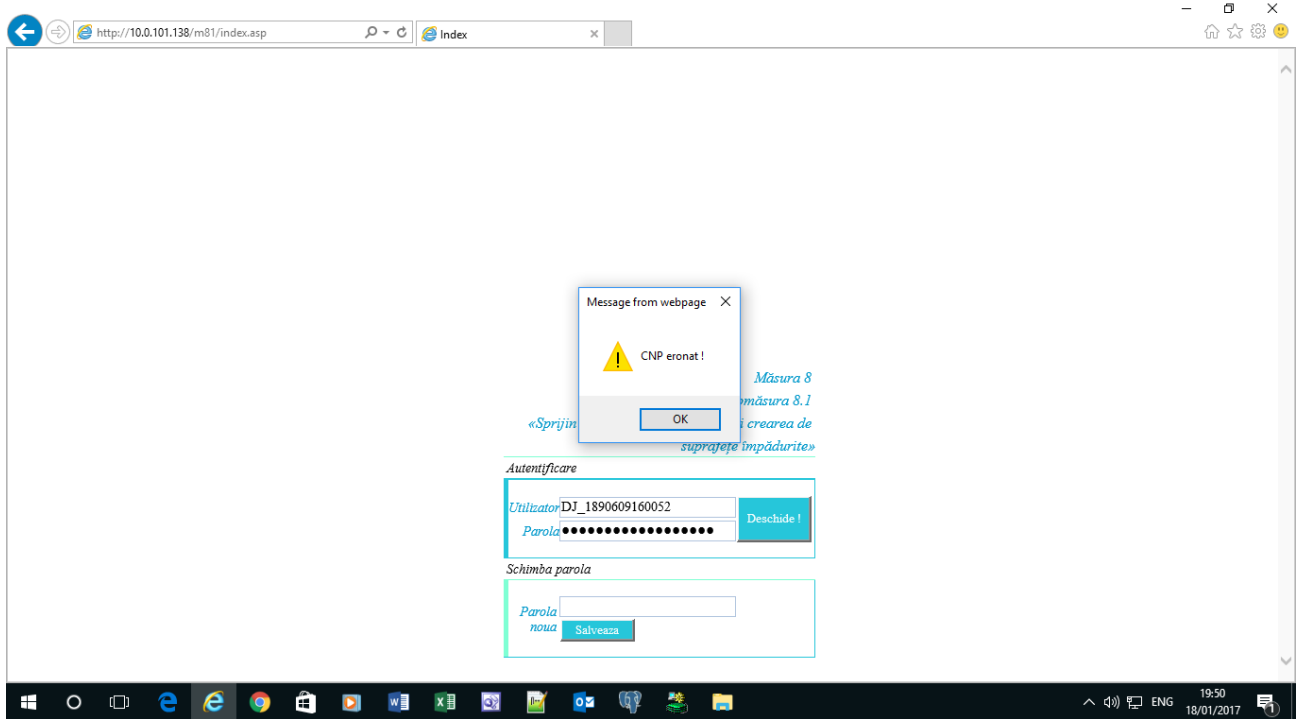 http://10.0.101.138/m81/index.asp
Index
Message from webpage
CNP eronat !
OK
Măsura 8
măsura 8.1
«Sprijin
crearea de
suprafețe împădurite»
Autentificare
Utilizator DJ_1890609160052
Parola ●●●●●●●●●●●●●●●●●●
Deschide !
Schimba parola
Parola
noua
Salveaza
ENG
19:50
18/01/2017
1